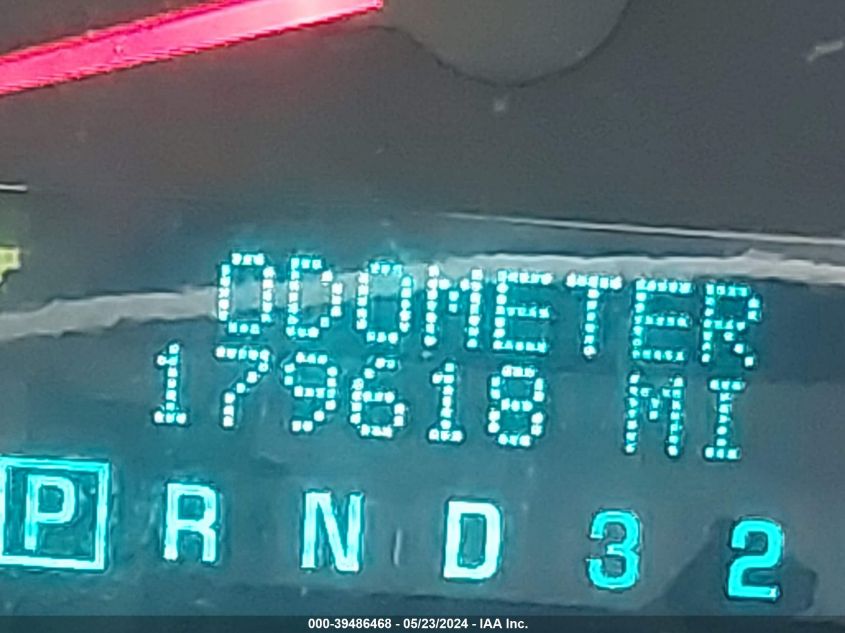 ODOMETER
179618 MI
P R N D 3 2
000-39486468 - 05/23/2024 - IAA Inc.